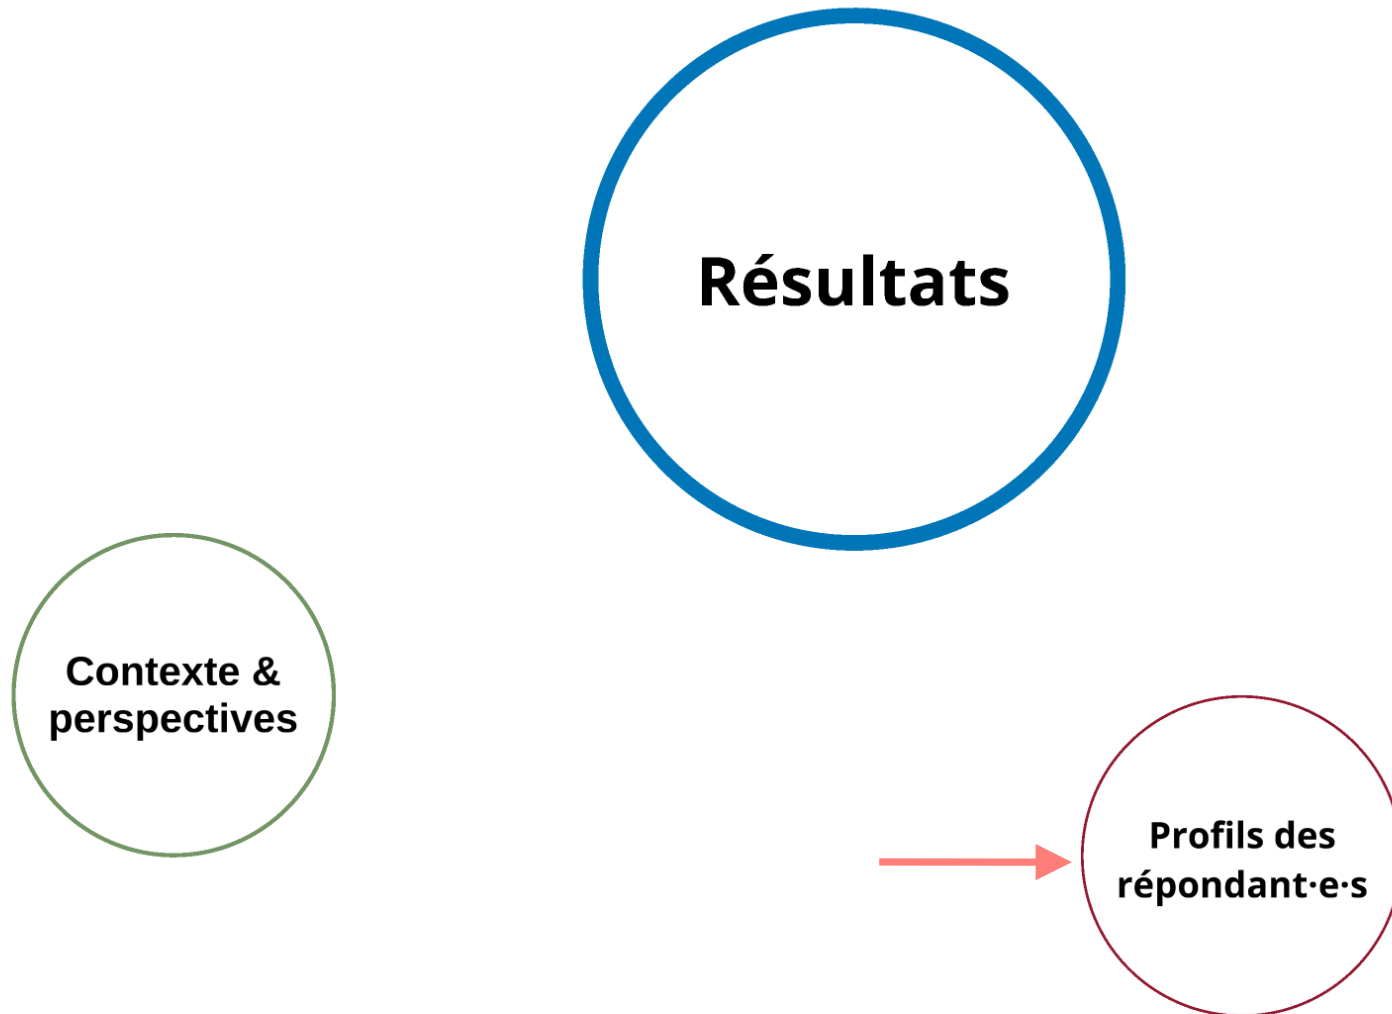 Résultats
Contexte &
perspectives
Profils des
répondant·e·s